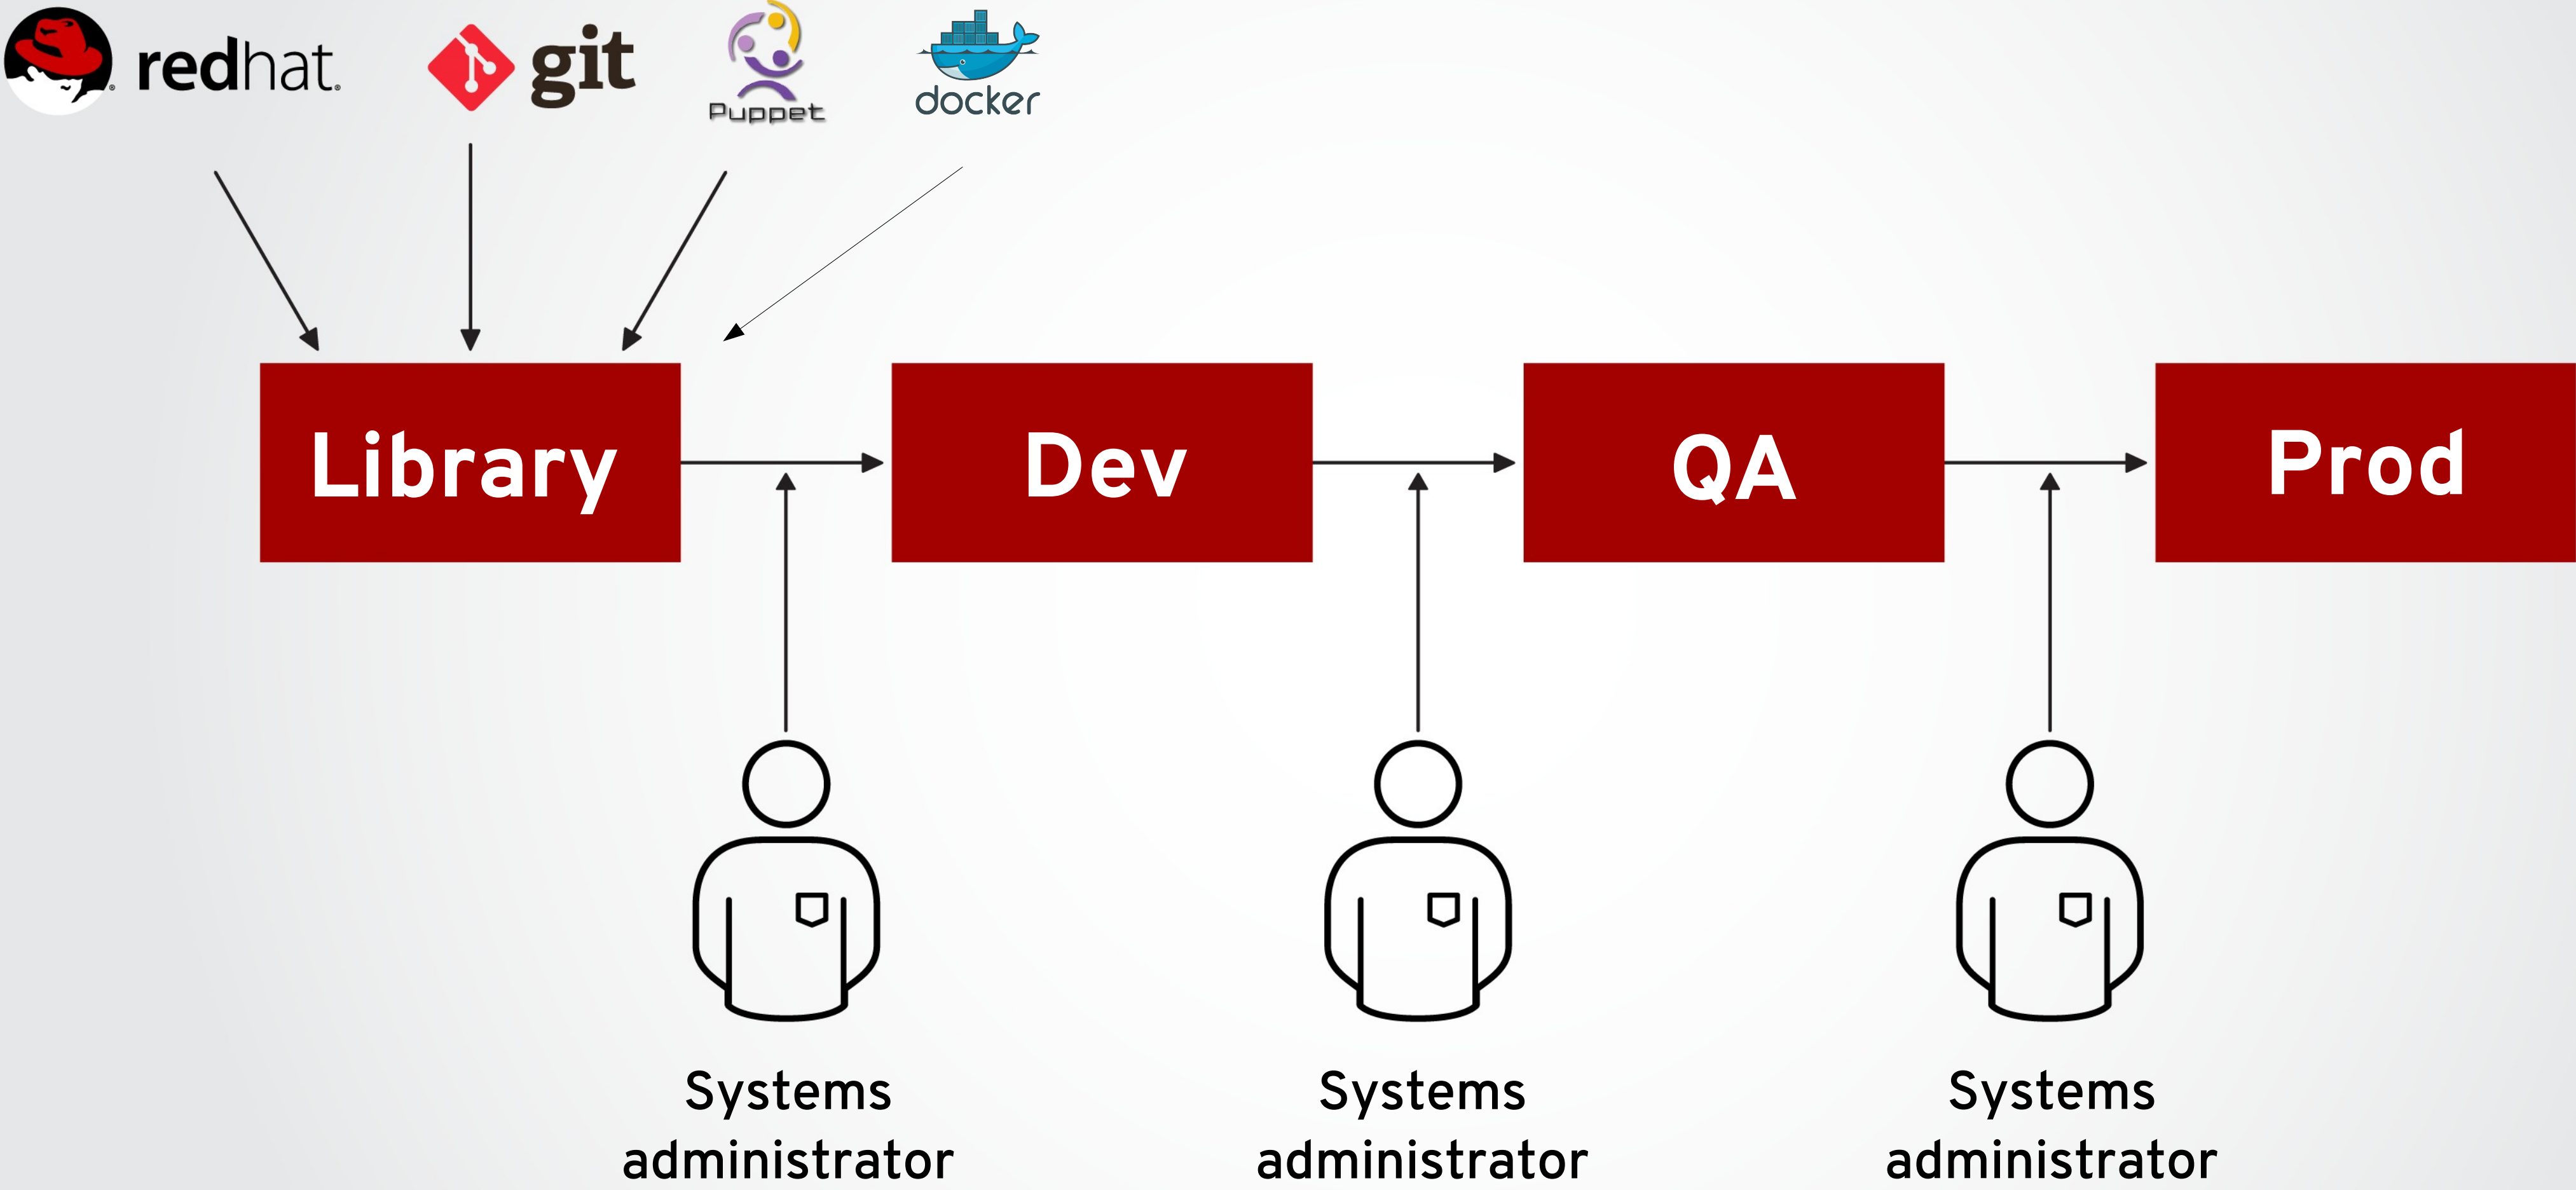 redhat.
git
Puppet
docker
Library
Dev
QA
Prod
Systems
administrator
Systems
administrator
Systems
administrator